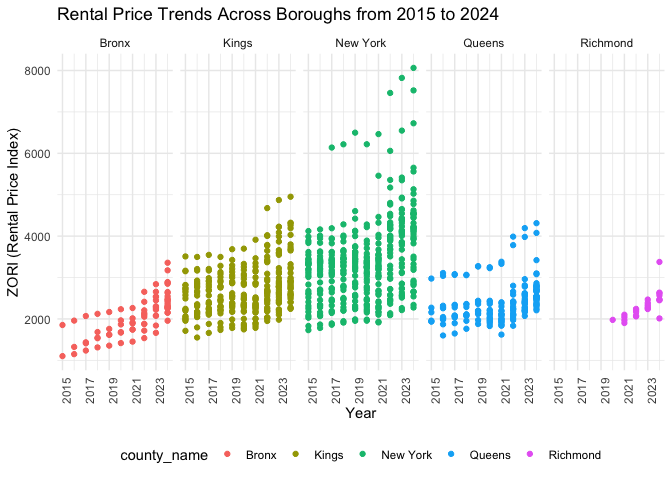 Rental Price Trends Across Boroughs from 2015 to 2024
Bronx Kings New York Queens Richmond
ZORI (Rental Price Index)
8000
6000
4000
2000
2015 2017 2019 2021 2023 2015 2017 2019 2021 2023 2015 2017 2019 2021 2023 2015 2017 2019 2021 2023 2015 2017 2019 2021 2023
Year
county_name Bronx Kings New York Queens Richmond